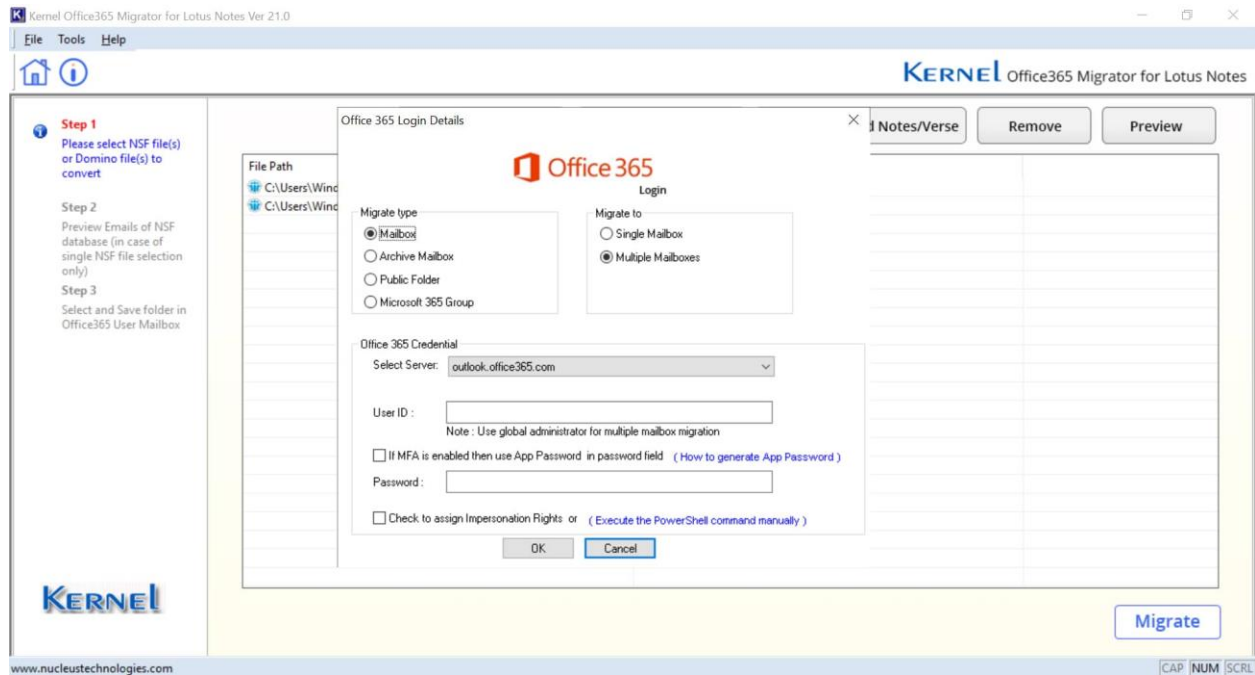 Kernel Office365 Migrator for Lotus Notes Ver 21.0
File Tools Help
KERNEL Office365 Migrator for Lotus Notes
Step 1
Please select NSF file(s)
or Domino file(s) to
convert
Step 2
Preview Emails of NSF
database (in case of
single NSF file selection
only)
Step 3
Select and Save folder in
Office365 User Mailbox
KERNEL
Notes/Verse Remove Preview
File Path
C:\Users\Wind
C:\Users\Wind
Office 365 Login Details
Office 365
Login
Migrate type
Mailbox
Archive Mailbox
Public Folder
Microsoft 365 Group
Migrate to
Single Mailbox
Multiple Mailboxes
Office 365 Credential
Select Server: outlook.office365.com
User ID :
Note : Use global administrator for multiple mailbox migration
If MFA is enabled then use App Password in password field ( How to generate App Password )
Password :
Check to assign Impersonation Rights or ( Execute the PowerShell command manually )
OK Cancel
Migrate
www.nucleustechnologies.com
CAP NUM SCRL